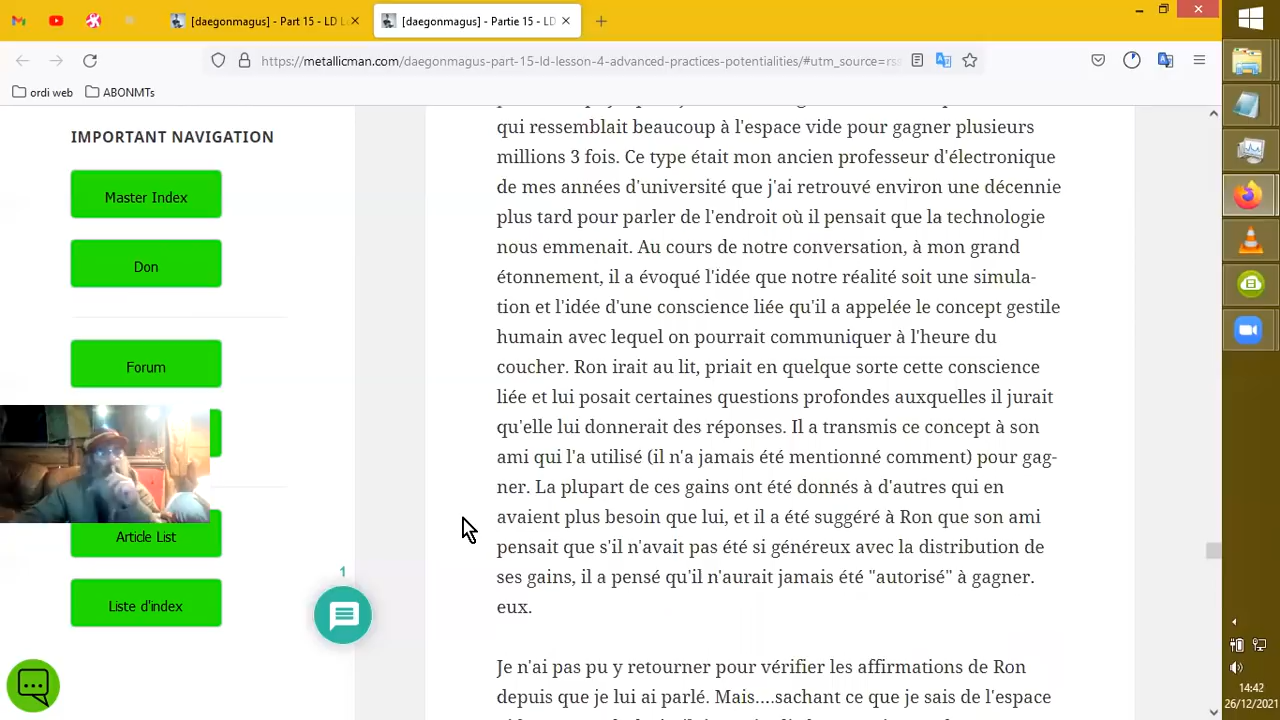 [daegonmagus] - Part 15 - LD L
[daegonmagus] - Partie 15 - LD
https://metallicman.com/daegonmagus-part-15 lesson-4-advanced-practices-potentialities/#utm_source=rs
ordi web
ABONMTs
IMPORTANT NAVIGATION
Master Index
Don
Forum
Article List
Liste d'index
1
qui ressemblait beaucoup à l'espace vide pour gagner plusieurs
millions 3 fois. Ce type était mon ancien professeur d'électronique
de mes années d'université que j'ai retrouvé environ une décennie
plus tard pour parler de l'endroit où il pensait que la technologie
nous emmenait. Au cours de notre conversation, à mon grand
étonnement, il a évoqué l'idée que notre réalité soit une simula-
tion et l'idée d'une conscience liée qu'il a appelée le concept gestile
humain avec lequel on pourrait communiquer à l'heure du
coucher. Ron irait au lit, priait en quelque sorte cette conscience
liée et lui posait certaines questions profondes auxquelles il jurait
qu'elle lui donnerait des réponses. Il a transmis ce concept à son
ami qui l'a utilisé (il n'a jamais été mentionné comment) pour gag-
ner. La plupart de ces gains ont été donnés à d'autres qui en
avaient plus besoin que lui, et il a été suggéré à Ron que son ami
pensait que s'il n'avait pas été si généreux avec la distribution de
ses gains, il a pensé qu'il n'aurait jamais été "autorisé" à gagner.
eux.
Je n'ai pas pu y retourner pour vérifier les affirmations de Ron
depuis que je lui ai parlé. Mais....sachant ce que je sais de l'espace
14:42
26/12/2021